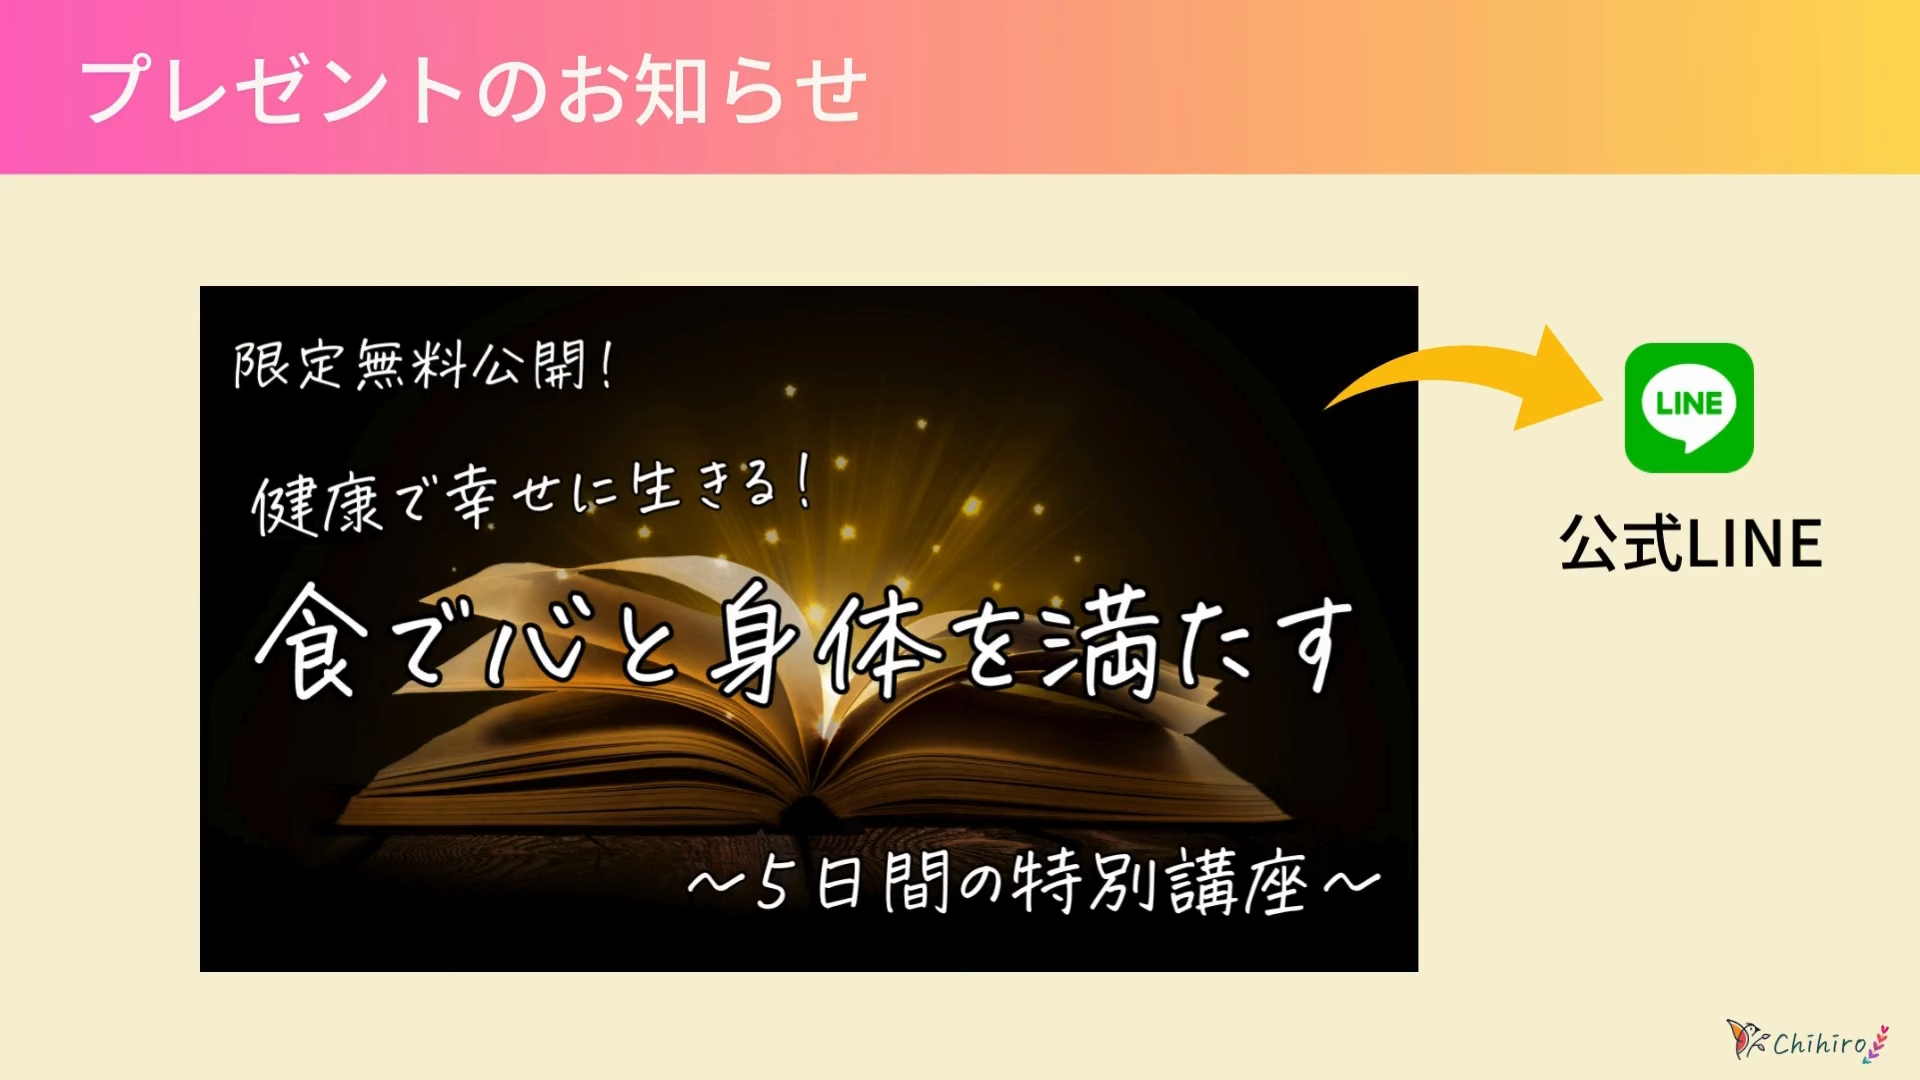 プレゼントのお知らせ
限定無料公開！
健康で幸せに生きる！
食で心と身体を満たす
～5日間の特別講座～
LINE
公式LINE
Chihiro